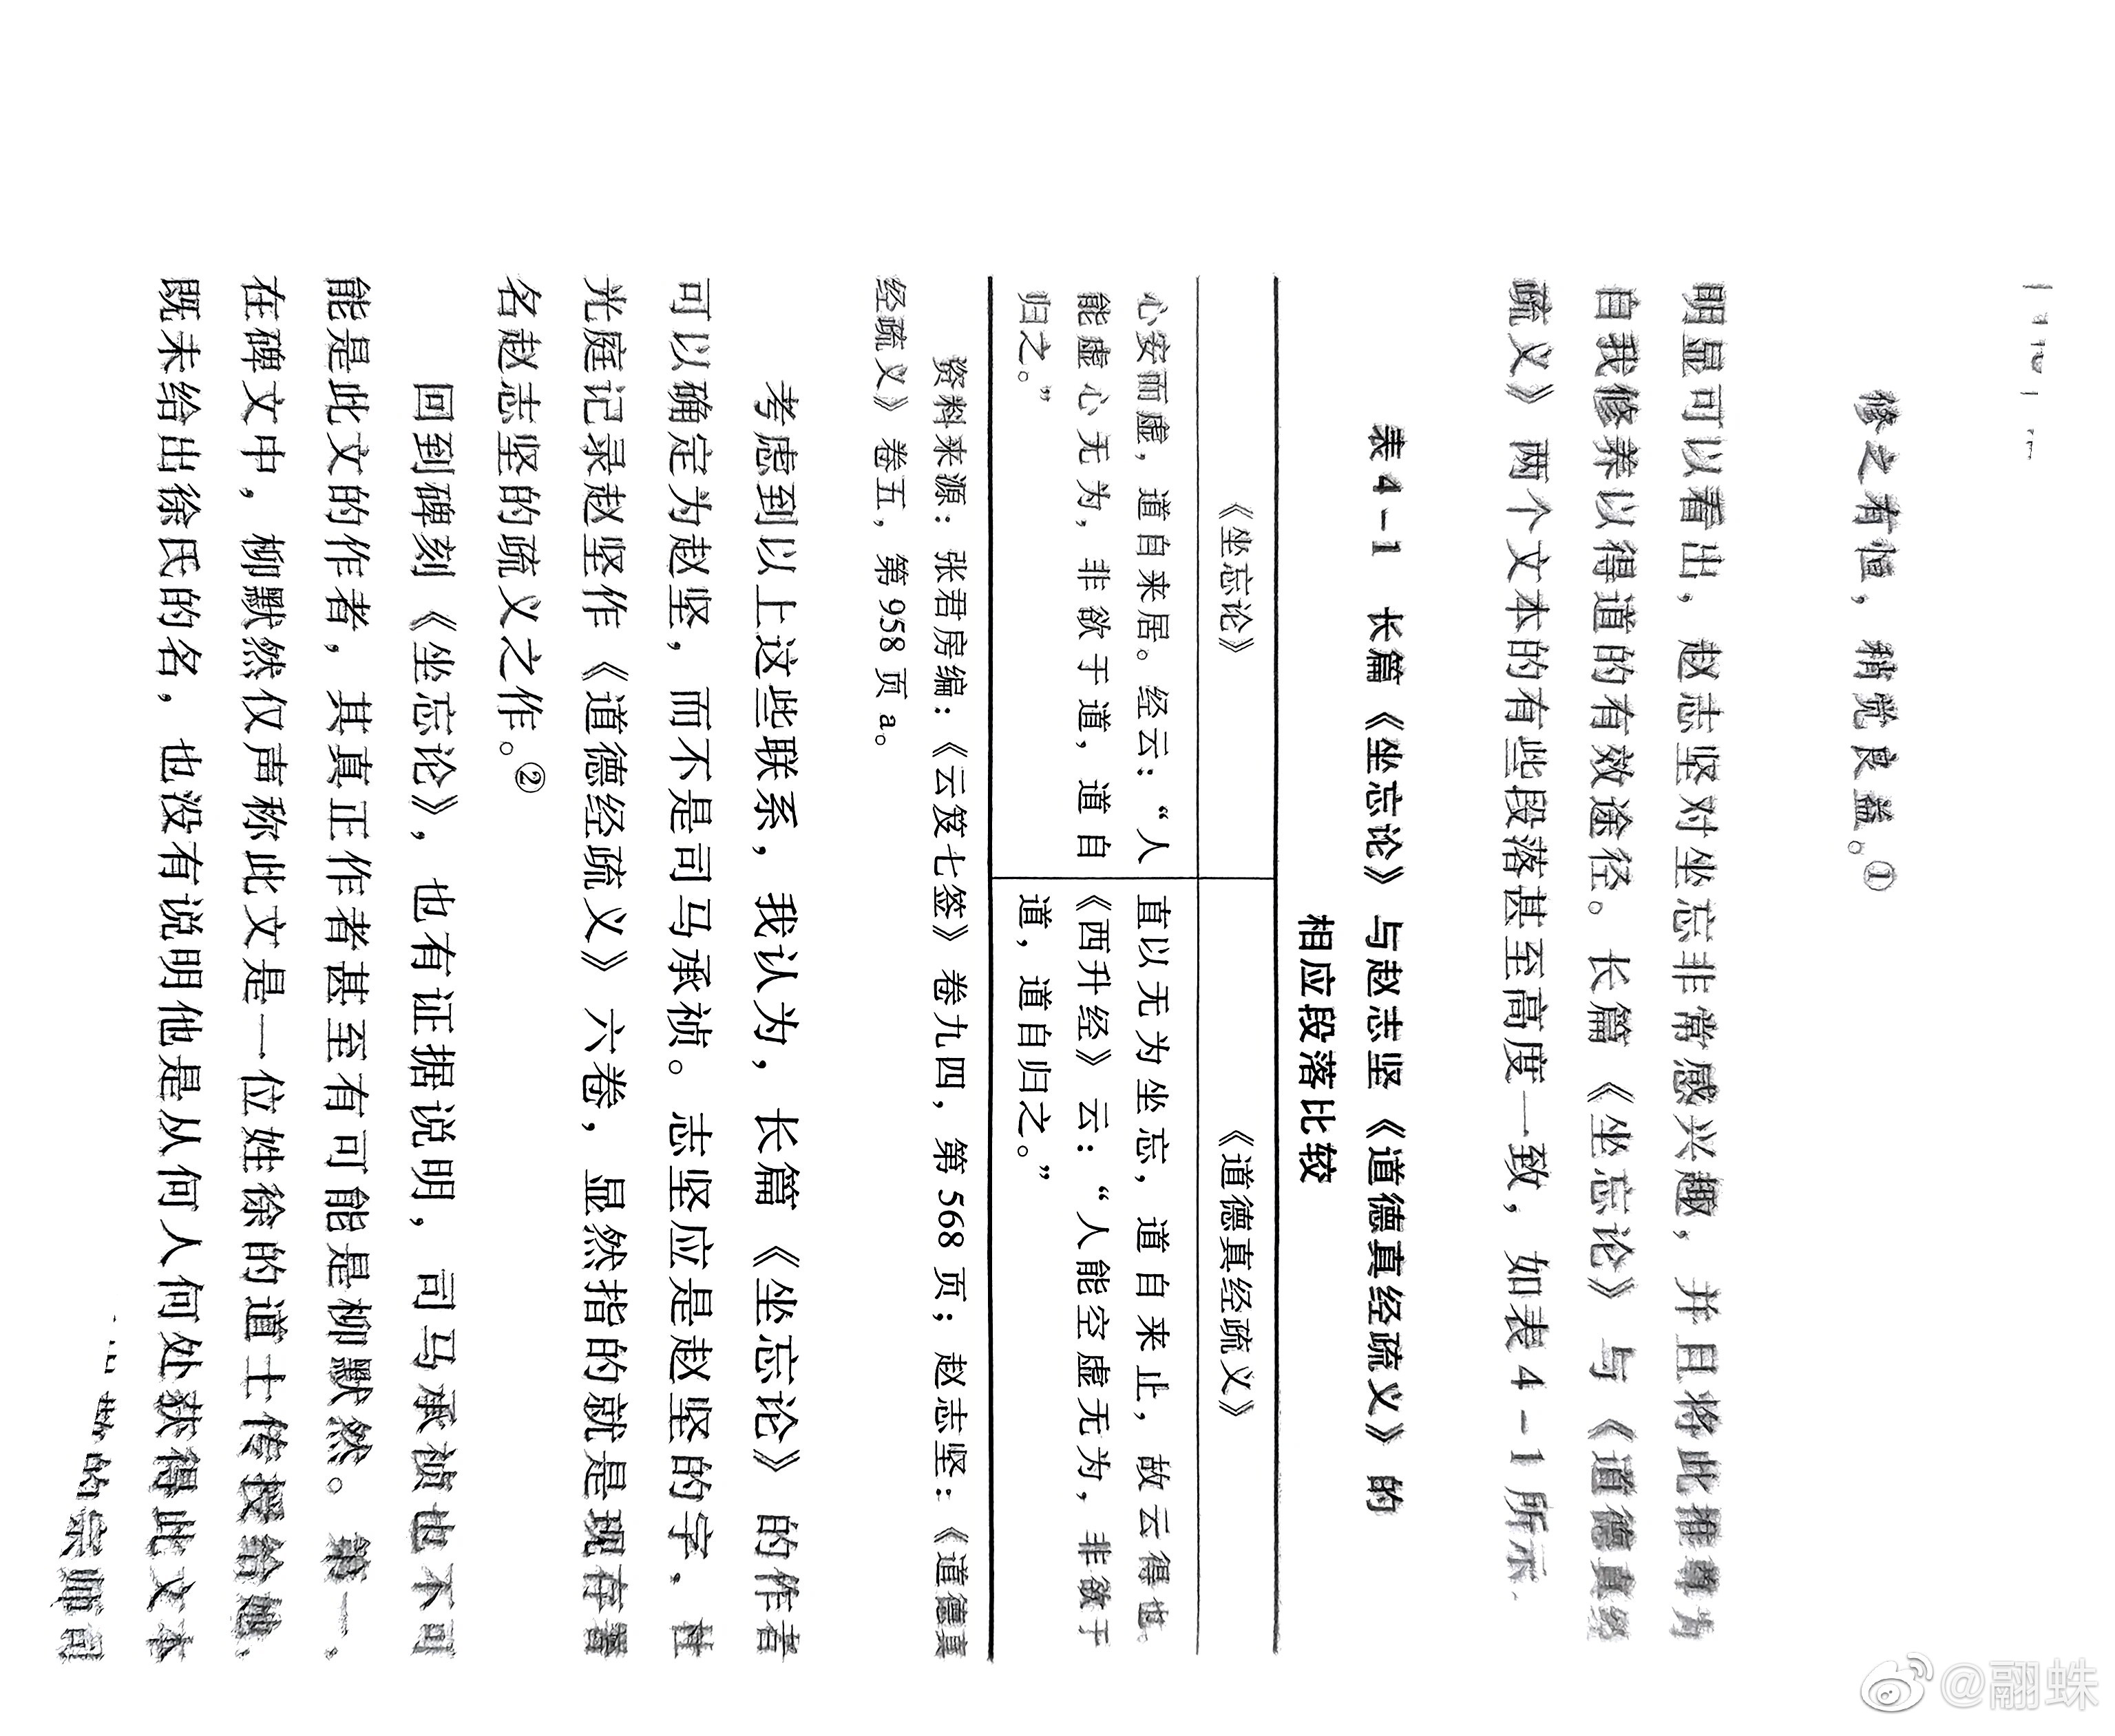 修之有恒，稍觉良益。①
明显可以看出，赵志坚对坐忘非常感兴趣，并且将此推尊为
自我修养以得道的有效途径。长篇《坐忘论》与《道德真经
疏义》两个文本的有些段落甚至高度一致，如表4-1所示。
表4-1 长篇《坐忘论》与赵志坚《道德真经疏义》的
相应段落比较
《坐忘论》 《道德真经疏义》
心安而虚，道自来居。经云：“人
能虚心无为，非欲于道，道自
归之。”
直以无为坐忘，道自来止，故云得也。
《西升经》云：“人能空虚无为，非欲于
道，道自归之。”
资料来源：张君房编：《云笈七签》卷九四，第568页；赵志坚：《道德真
经疏义》卷五，第958页a。
考虑到以上这些联系，我认为，长篇《坐忘论》的作者
可以确定为赵坚，而不是司马承祯。志坚应是赵坚的字，杜
光庭记录赵坚作《道德经疏义》六卷，显然指的就是现存署
名赵志坚的疏义之作。②
回到碑刻《坐忘论》，也有证据说明，司马承祯也不可
能是此文的作者，其真正作者甚至有可能是柳默然。第一，
在碑文中，柳默然仅声称此文是一位姓徐的道士传授给她，
既未给出徐氏的名，也没有说明他是从何人何处获得此文本
的宗师司
@翮蛛